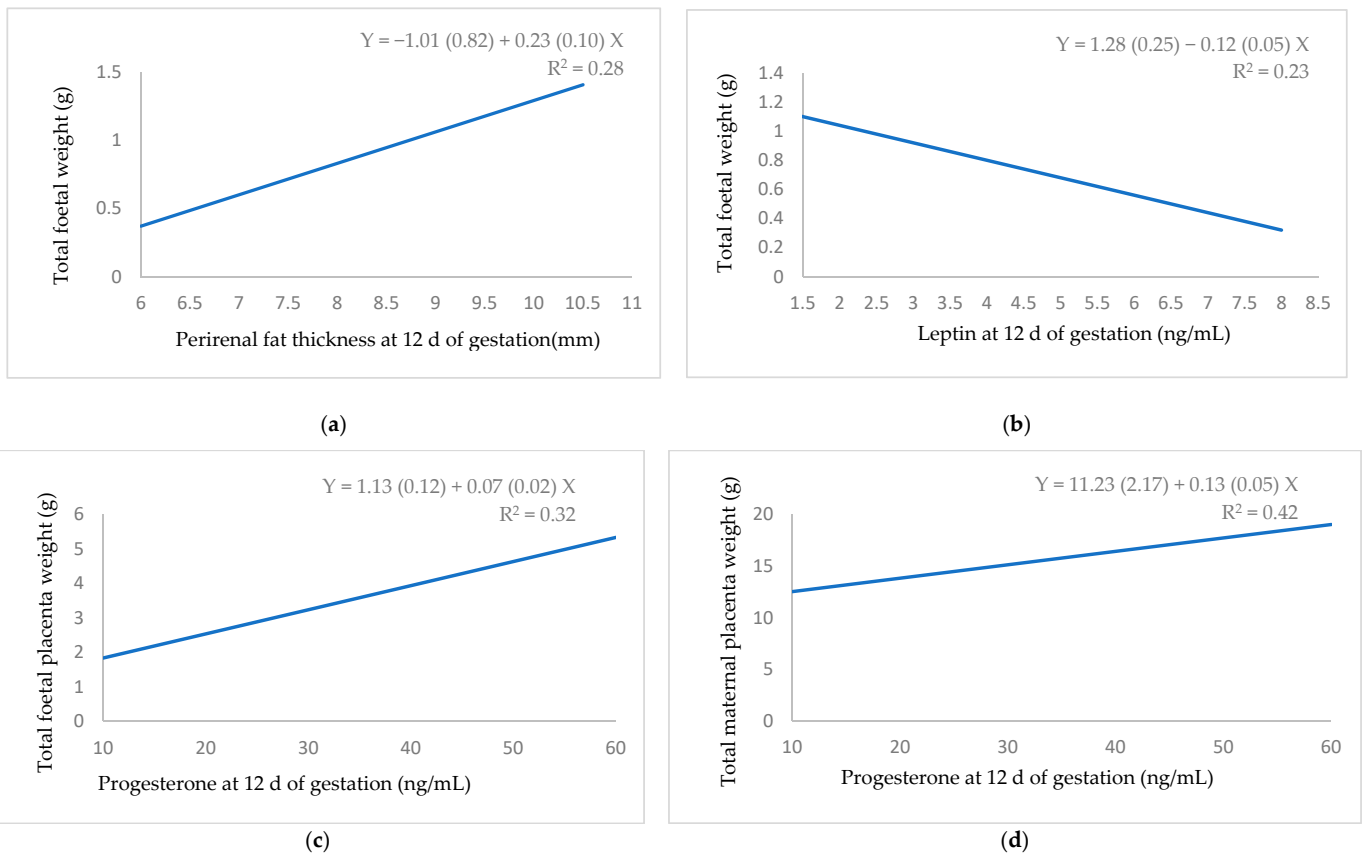 Y = −1.01 (0.82) + 0.23 (0.10) X
R² = 0.28
Total foetal weight (g)
1.5
1
0.5
0
6 6.5 7 7.5 8 8.5 9 9.5 10 10.5 11
Perirenal fat thickness at 12 d of gestation(mm)
(a)
Y = 1.28 (0.25) − 0.12 (0.05) X
R² = 0.23
Total foetal weight (g)
1.4
1.2
1
0.8
0.6
0.4
0.2
0
1.5 2 2.5 3 3.5 4 4.5 5 5.5 6 6.5 7 7.5 8 8.5
Leptin at 12 d of gestation (ng/mL)
(b)
Y = 1.13 (0.12) + 0.07 (0.02) X
R² = 0.32
Total foetal placenta weight (g)
6
5
4
3
2
1
0
10 20 30 40 50 60
Progesterone at 12 d of gestation (ng/mL)
(c)
Y = 11.23 (2.17) + 0.13 (0.05) X
R² = 0.42
Total maternal placenta weight (g)
20
15
10
5
0
10 20 30 40 50 60
Progesterone at 12 d of gestation (ng/mL)
(d)